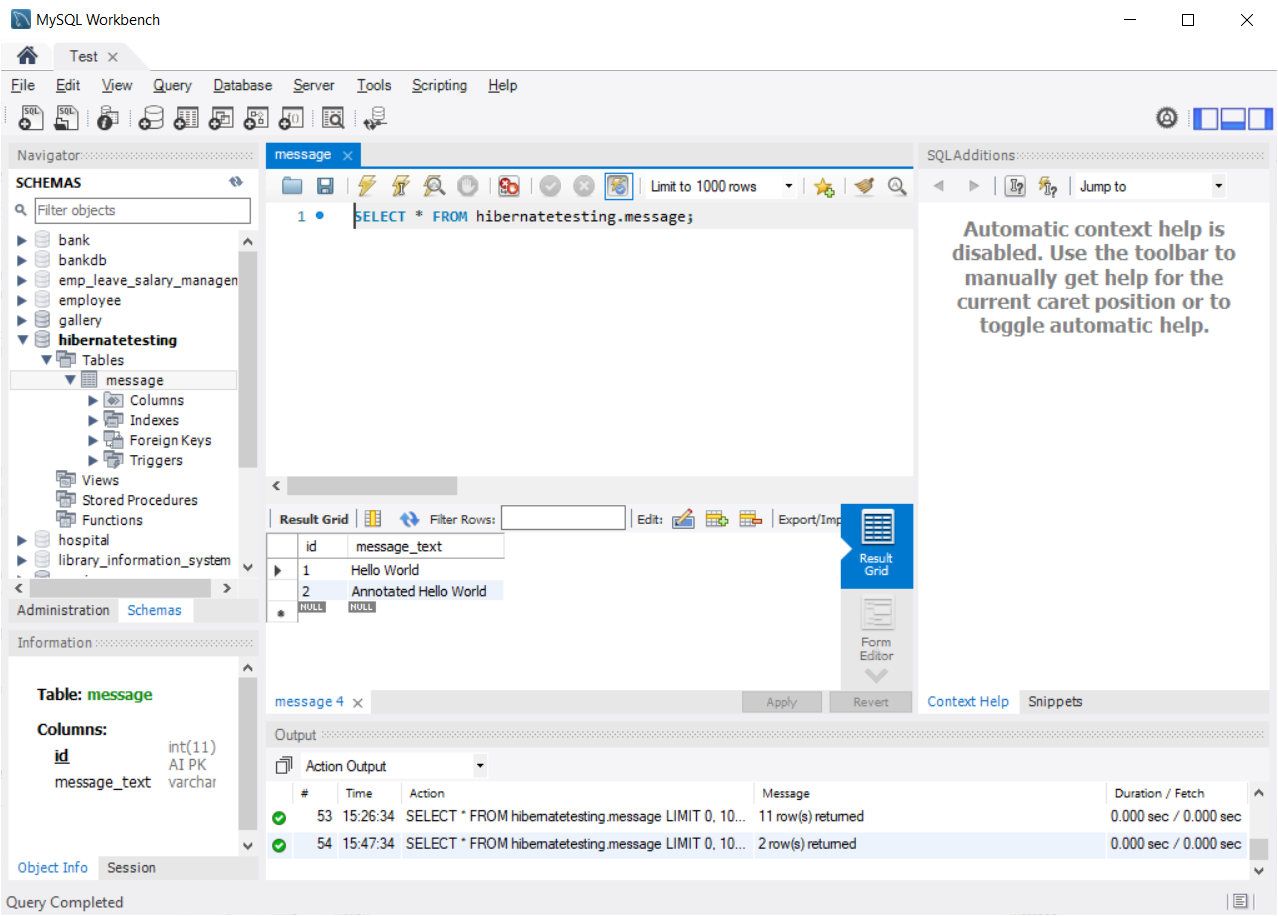 MySQL Workbench
Test
File Edit View Query Database Server Tools Scripting Help
Navigator
SCHEMAS
Filter objects
bank
bankdb
emp_leave_salary_managen
employee
gallery
hibernatetesting
Tables
message
Columns
Indexes
Foreign Keys
Triggers
Views
Stored Procedures
Functions
hospital
library_information_system
Administration Schemas
Information
Table: message
Columns:
id int(11)
AI PK
message_text varchar
Object Info Session
message
Limit to 1000 rows
1 SELECT * FROM hibernatetesting.message;
Result Grid Filter Rows: Edit: Export/Imp
id message_text
1 Hello World
2 Annotated Hello World
NULL NULL
Result
Grid
Form
Editor
message 4 Apply Revert
SQLAdditions
Jump to
Automatic context help is
disabled. Use the toolbar to
manually get help for the
current caret position or to
toggle automatic help.
Context Help Snippets
Output
Action Output
# Time Action Message Duration / Fetch
53 15:26:34 SELECT * FROM hibernatetesting.message LIMIT 0, 10... 11 row(s) returned 0.000 sec / 0.000 sec
54 15:47:34 SELECT * FROM hibernatetesting.message LIMIT 0, 10... 2 row(s) returned 0.000 sec / 0.000 sec
Query Completed